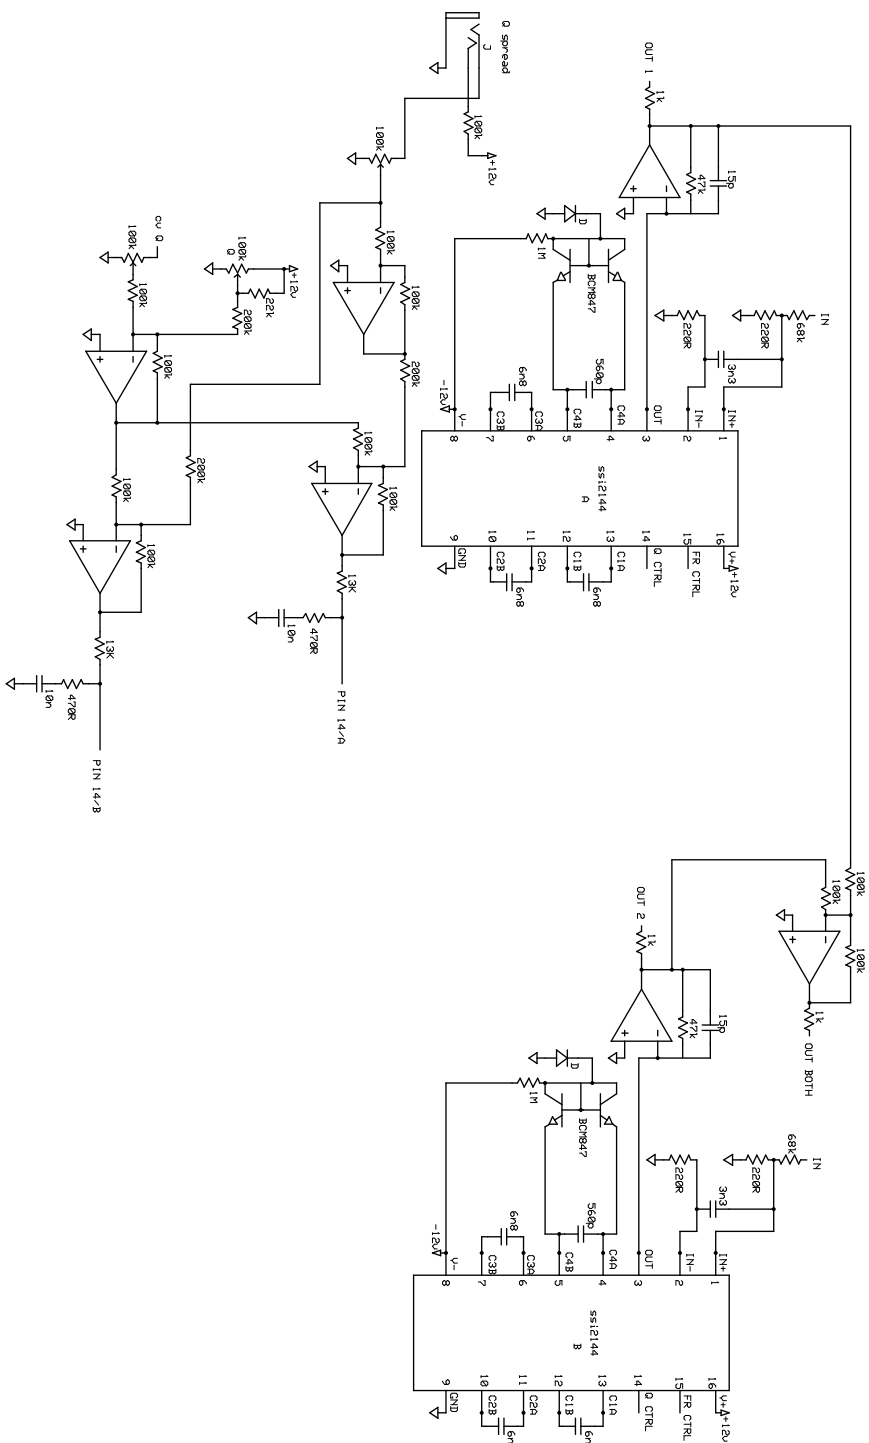 Q spread
J
100k
+12v
100k
100k
100k
200k
100k
100k
13K
470R
10n
PIN 14/A
cv Q
100k
100k
100k
Q
+12v
22k
200k
100k
200k
100k
100k
13K
470R
10n
PIN 14/B
OUT 1
1k
47k
15p
D
1M
BCM847
IN
68k
220R
220R
3n3
560p
6n8
-12v
V-
C3B
C3A
C4B
C4A
OUT
IN-
IN+
8
7
6
5
4
3
2
1
ssi2144
A
9
10
11
12
13
14
15
16
GND
C2B
C2A
C1B
C1A
Q CTRL
FR CTRL
V+
+12v
6n8
6n8
100k
100k
100k
1k
OUT BOTH
OUT 2
1k
47k
15p
D
1M
BCM847
IN
68k
220R
220R
3n3
560p
6n8
-12v
V-
C3B
C3A
C4B
C4A
OUT
IN-
IN+
8
7
6
5
4
3
2
1
ssi2144
B
9
10
11
12
13
14
15
16
GND
C2B
C2A
C1B
C1A
Q CTRL
FR CTRL
V+
+12v